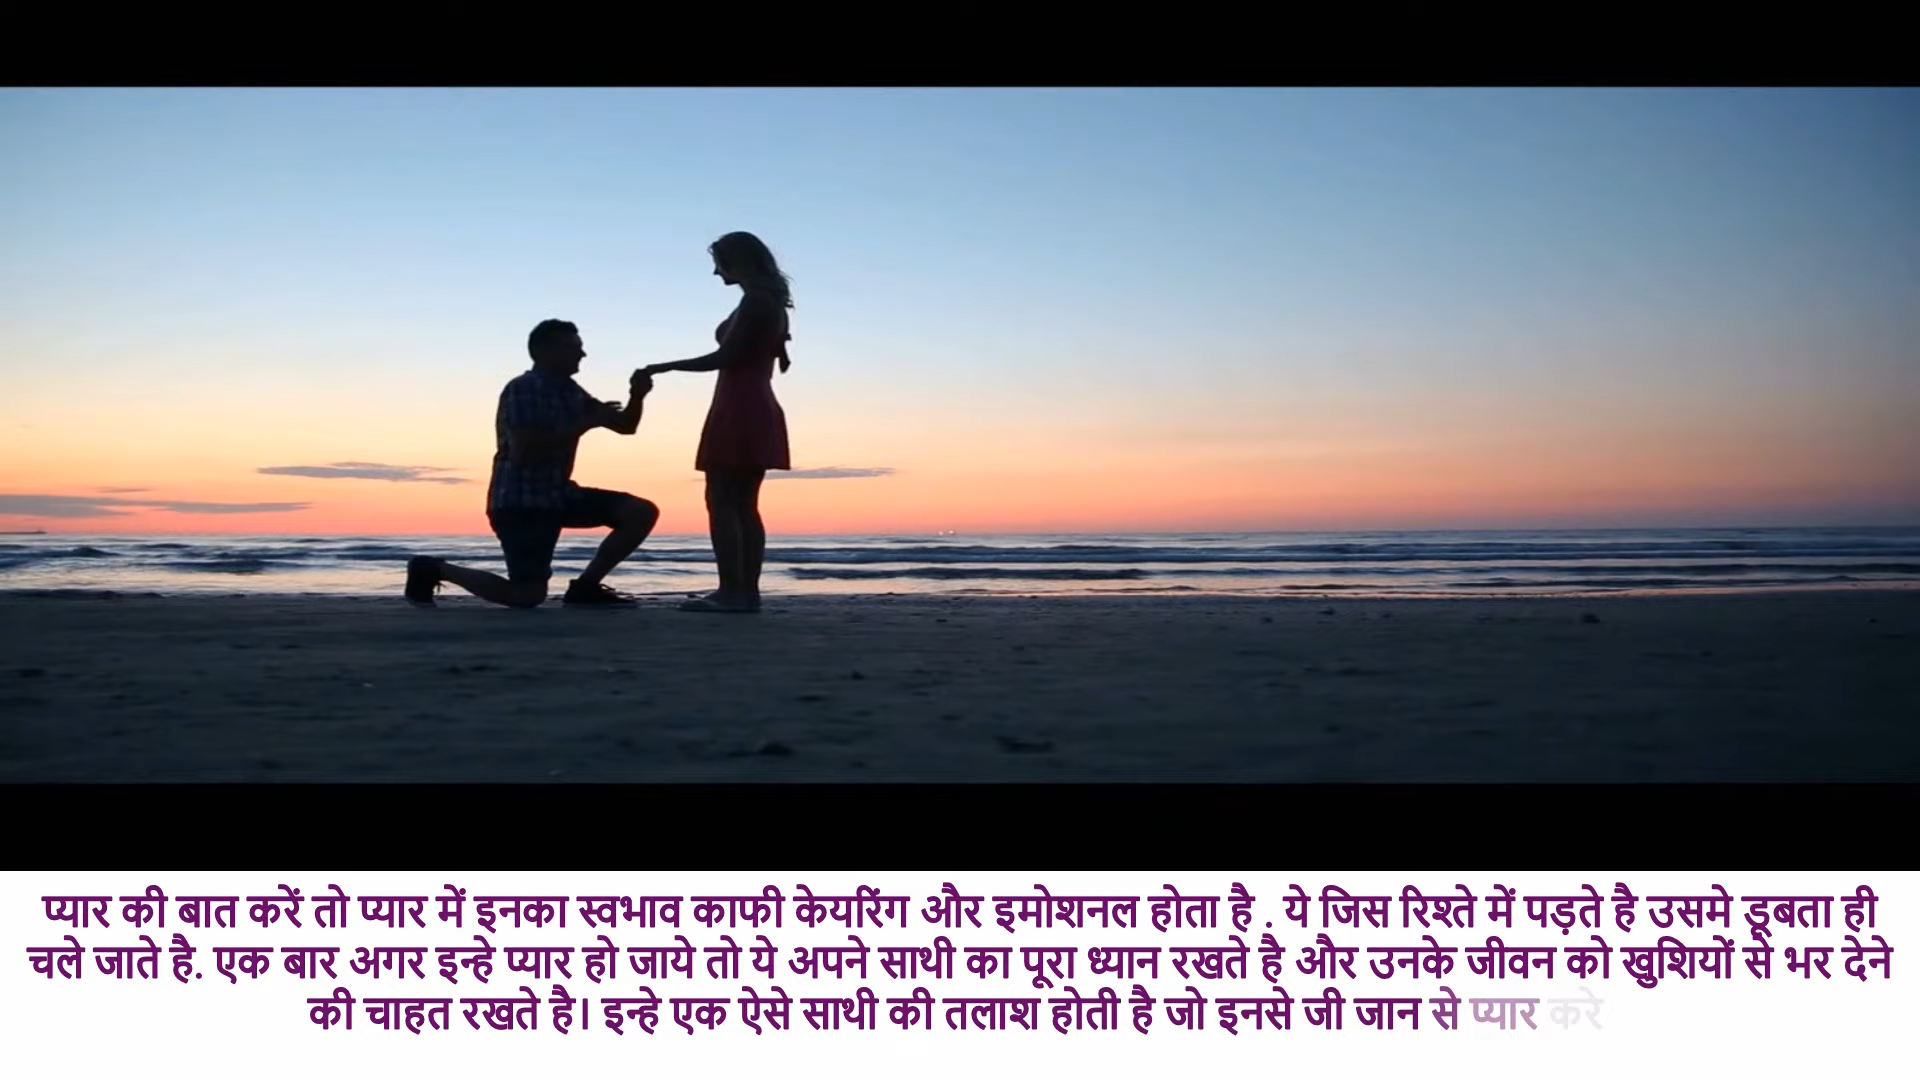 प्यार की बात करें तो प्यार में इनका स्वभाव काफी केयरिंग और इमोशनल होता है . ये जिस रिश्ते में पड़ते है उसमे डूबता ही
चले जाते है. एक बार अगर इन्हे प्यार हो जाये तो ये अपने साथी का पूरा ध्यान रखते है और उनके जीवन को खुशियों से भर देने
की चाहत रखते है। इन्हे एक ऐसे साथी की तलाश होती है जो इनसे जी जान से प्यार करे